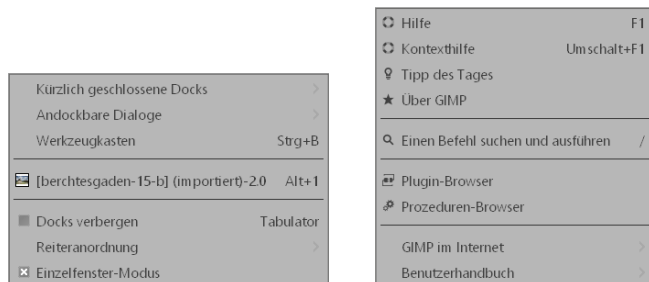 Kürzlich geschlossene Docks
Andockbare Dialoge
Werkzeugkasten Strg+B
[berchtesgaden-15-b] (importiert)-2.0 Alt+1
Docks verbergen Tabulator
Reiteranordnung
Einzelfenster-Modus
Hilfe F1
Kontexthilfe Umschalt+F1
Tipp des Tages
Über GIMP
Einen Befehl suchen und ausführen /
Plugin-Browser
Prozeduren-Browser
GIMP im Internet
Benutzerhandbuch